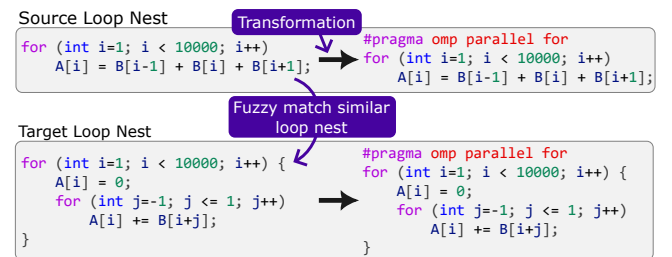 Source Loop Nest
Transformation
for (int i=1; i < 10000; i++)
    A[i] = B[i-1] + B[i] + B[i+1];
#pragma omp parallel for
for (int i=1; i < 10000; i++)
    A[i] = B[i-1] + B[i] + B[i+1];
Fuzzy match similar
loop nest
Target Loop Nest
for (int i=1; i < 10000; i++) {
    A[i] = 0;
    for (int j=-1; j <= 1; j++)
        A[i] += B[i+j];
}
#pragma omp parallel for
for (int i=1; i < 10000; i++) {
    A[i] = 0;
    for (int j=-1; j <= 1; j++)
        A[i] += B[i+j];
}